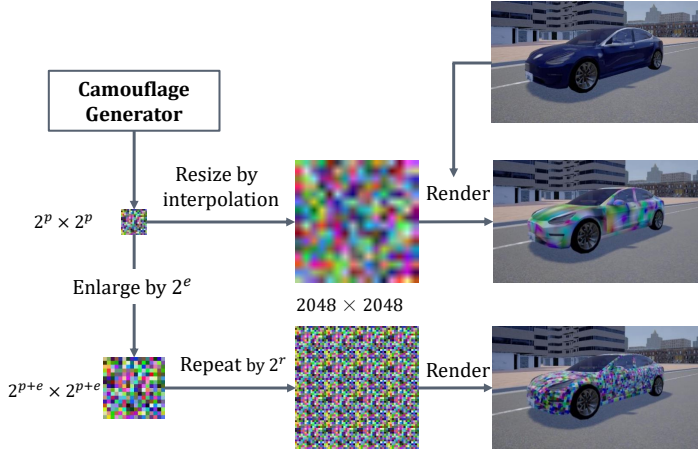 Camouflage
Generator
Resize by
interpolation
Render
2^p × 2^p
Enlarge by 2^e
2048 × 2048
Repeat by 2^r
Render
2^{p+e} × 2^{p+e}